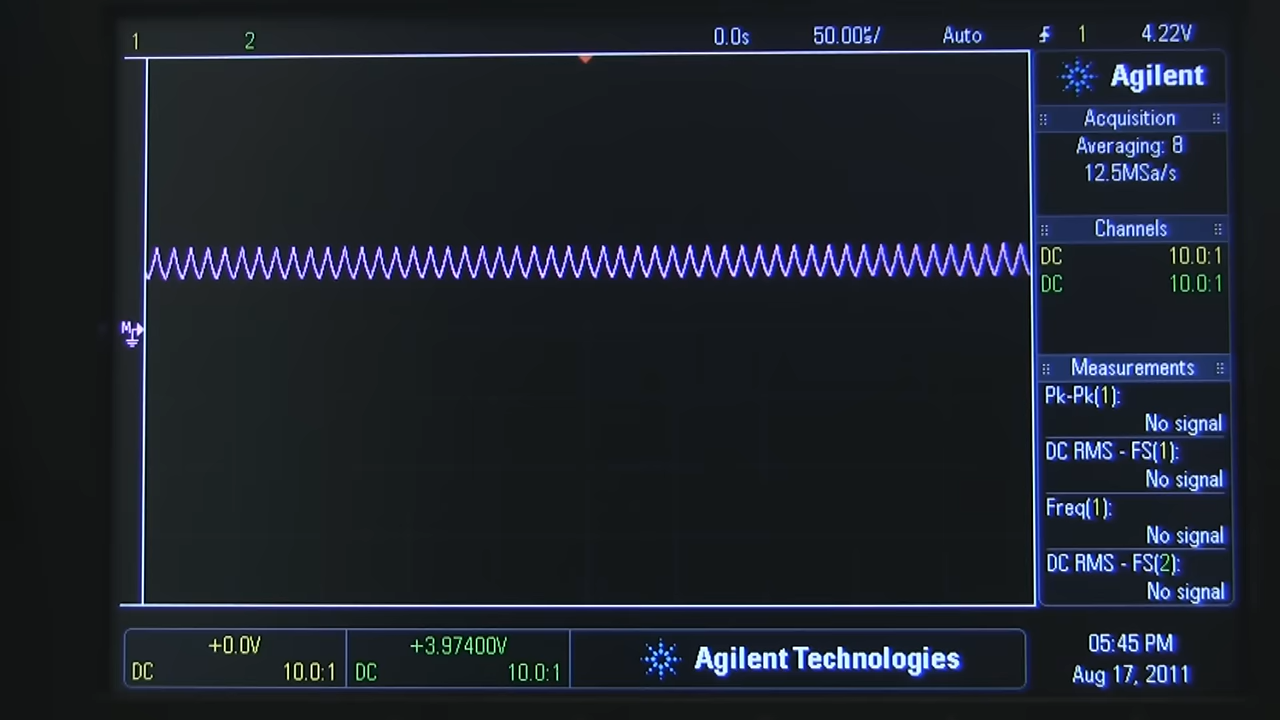 1 2 0.0s 50.00㎲/ Auto 1 4.22V
Agilent
Acquisition
Averaging: 8
12.5MSa/s
Channels
DC 10.0:1
DC 10.0:1
M
Measurements
Pk-Pk(1):
No signal
DC RMS - FS(1):
No signal
Freq(1):
No signal
DC RMS - FS(2):
No signal
+0.0V
DC 10.0:1
+3.97400V
DC 10.0:1
Agilent Technologies
05:45 PM
Aug 17, 2011